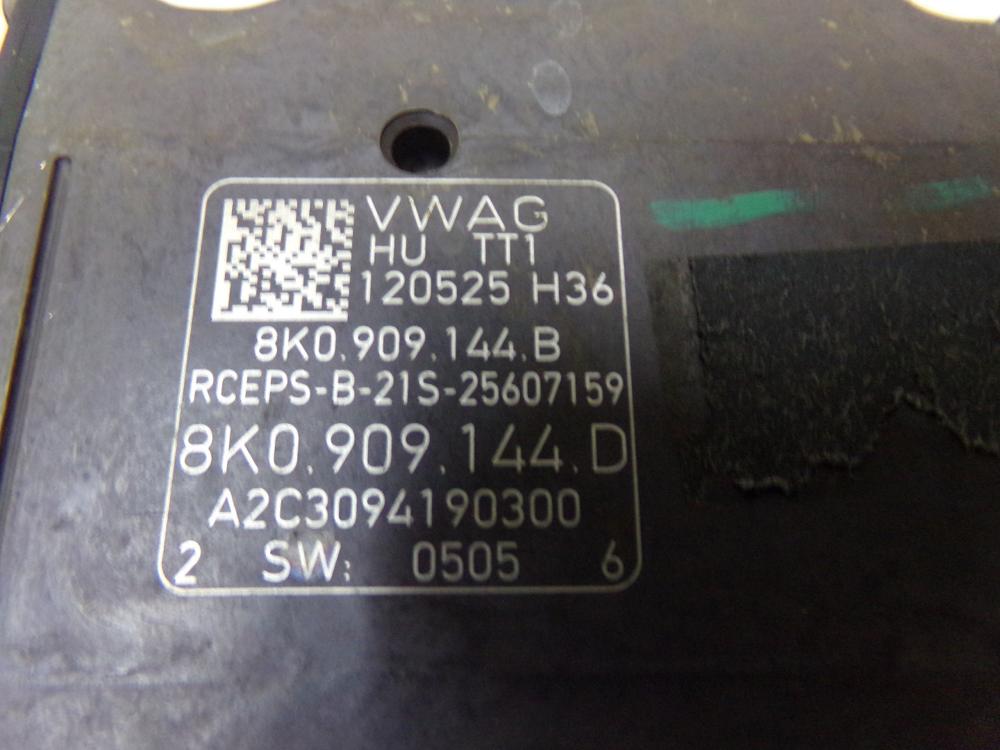 VWAG
HU TT1
120525 H36
8K0.909.144.B
RCEPS-B-21S-25607159
8K0.909.144.D
A2C3094190300
2 SW: 0505 6